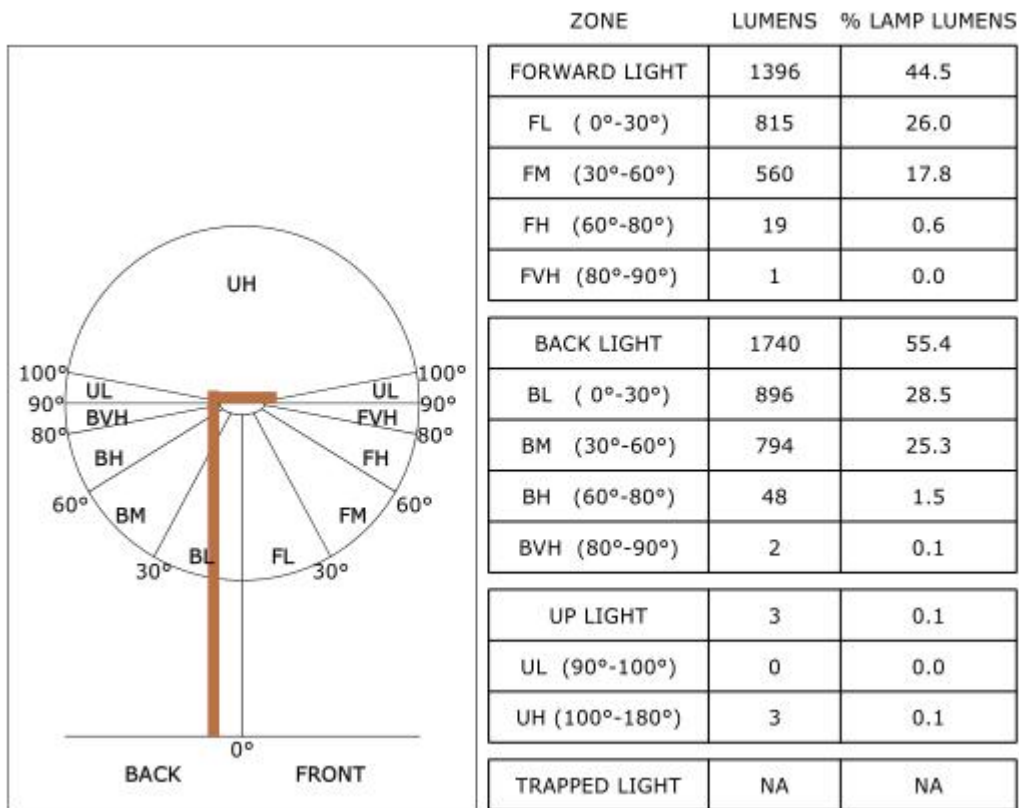 ZONE LUMENS % LAMP LUMENS
FORWARD LIGHT 1396 44.5
FL ( 0°-30°) 815 26.0
FM (30°-60°) 560 17.8
FH (60°-80°) 19 0.6
FVH (80°-90°) 1 0.0
BACK LIGHT 1740 55.4
BL ( 0°-30°) 896 28.5
BM (30°-60°) 794 25.3
BH (60°-80°) 48 1.5
BVH (80°-90°) 2 0.1
UP LIGHT 3 0.1
UL (90°-100°) 0 0.0
UH (100°-180°) 3 0.1
TRAPPED LIGHT NA NA
UH
100° 100°
UL UL
90° 90°
BVH FVH
80° 80°
BH FH
60° 60°
BM FM
BL FL
30° 30°
0°
BACK FRONT